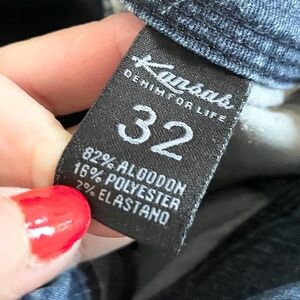 Kansas
DENIM FOR LIFE
32
82% ALGODON
16% POLYESTER
2% ELASTANO